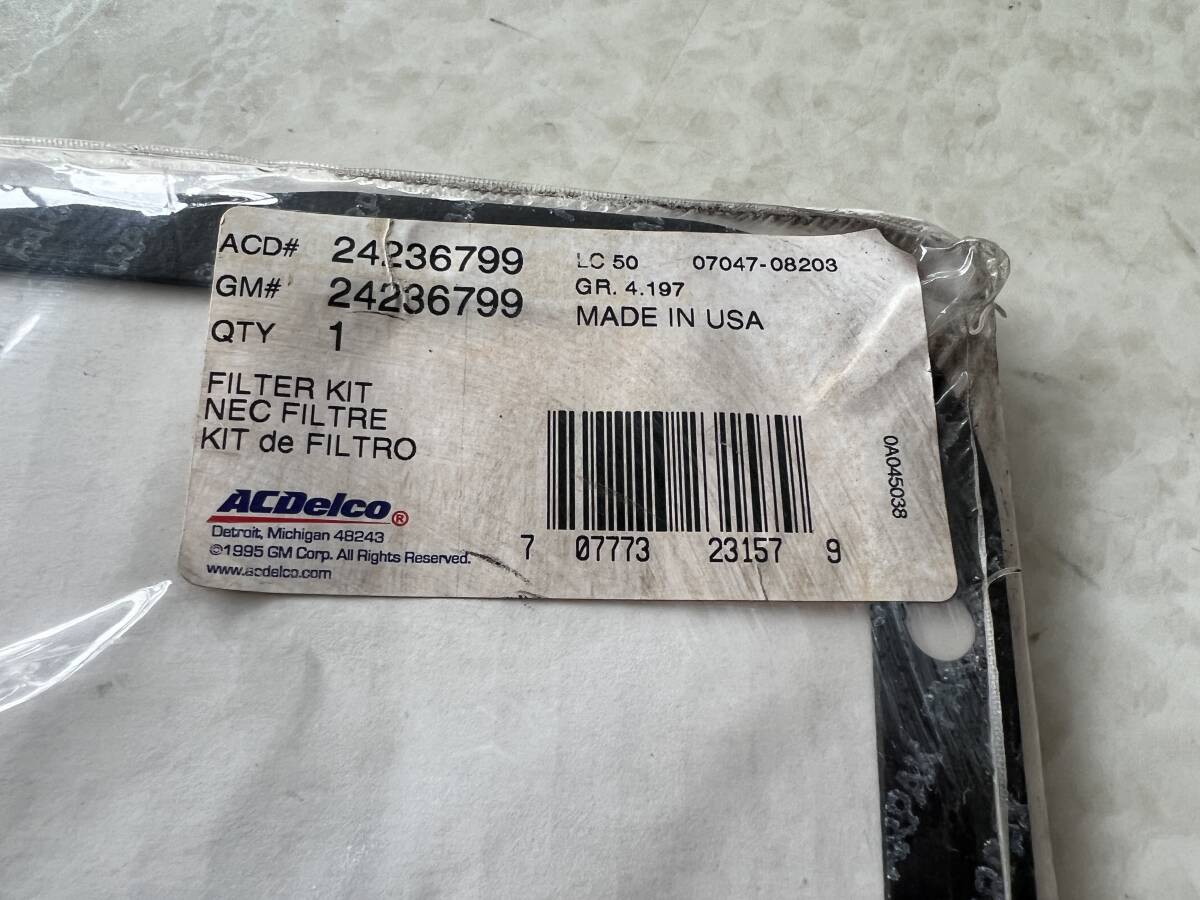 ACD# 24236799
GM# 24236799
QTY 1
LC 50 07047-08203
GR. 4.197
MADE IN USA
FILTER KIT
NEC FILTRE
KIT de FILTRO
ACDelco®
Detroit, Michigan 48243
©1995 GM Corp. All Rights Reserved.
www.acdelco.com
7 07773 23157 9
0A045038